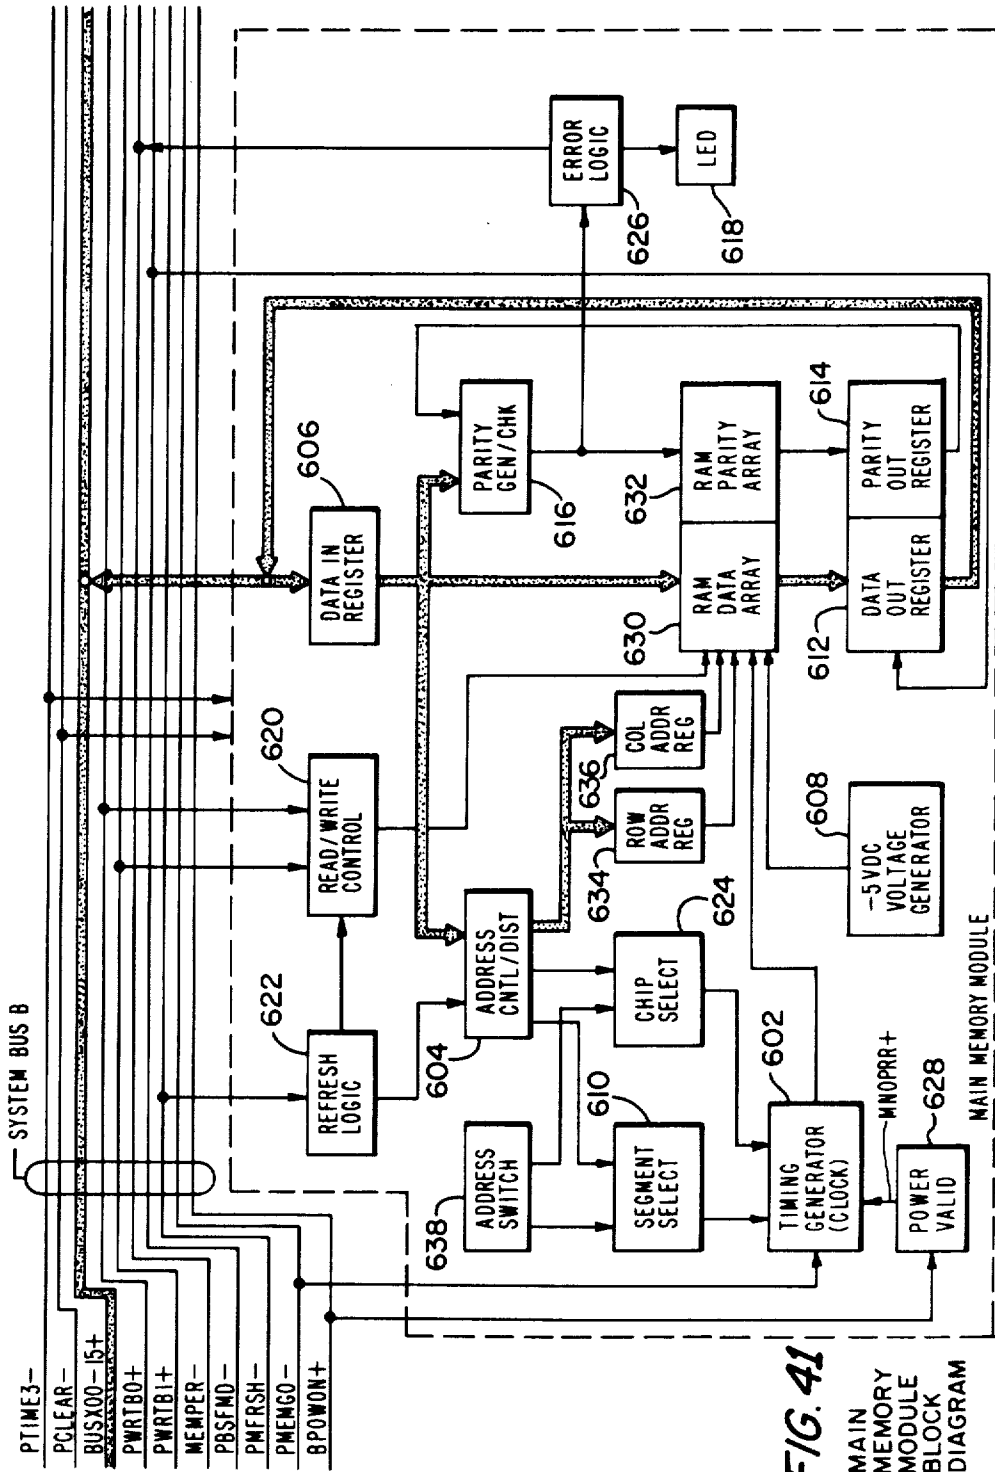 SYSTEM BUS B
PTIME3-
PCLEAR-
BUSX00-15+
PWRTB0+
PWRTB1+
MEMPER-
PBSFMD-
PMFRSH-
PMEMGO-
BPOWON+
622
REFRESH
LOGIC
620
READ/WRITE
CONTROL
606
DATA IN
REGISTER
638
ADDRESS
SWITCH
604
ADDRESS
CNTL/DIST
PARITY
GEN/CHK
616
ERROR
LOGIC
626
LED
618
610
SEGMENT
SELECT
CHIP
SELECT
624
634
ROW
ADDR
REG
636
COL
ADDR
REG
630
RAM
DATA
ARRAY
632
RAM
PARITY
ARRAY
602
TIMING
GENERATOR
(CLOCK)
MNOPRR+
628
POWER
VALID
608
-5VDC
VOLTAGE
GENERATOR
612
DATA
OUT
REGISTER
614
PARITY
OUT
REGISTER
MAIN MEMORY MODULE
FIG. 41
MAIN
MEMORY
MODULE
BLOCK
DIAGRAM